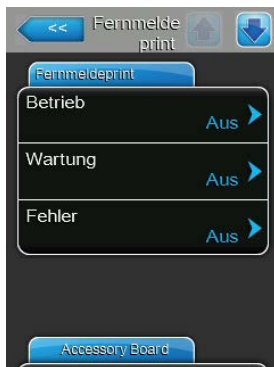 <<
Fernmelde
print
Fernmeldeprint
Betrieb
Aus
Wartung
Aus
Fehler
Aus
Accessory Board